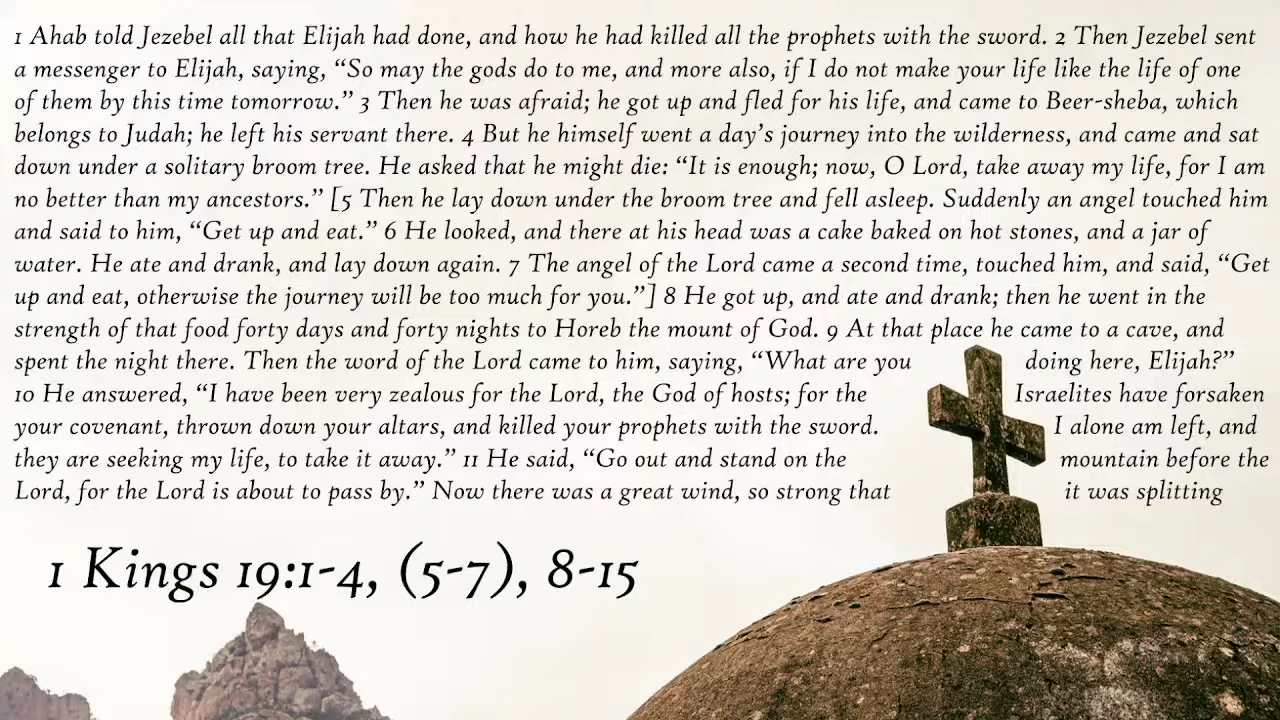 1 Ahab told Jezebel all that Elijah had done, and how he had killed all the prophets with the sword. 2 Then Jezebel sent
a messenger to Elijah, saying, “So may the gods do to me, and more also, if I do not make your life like the life of one
of them by this time tomorrow.” 3 Then he was afraid; he got up and fled for his life, and came to Beer-sheba, which
belongs to Judah; he left his servant there. 4 But he himself went a day’s journey into the wilderness, and came and sat
down under a solitary broom tree. He asked that he might die: “It is enough; now, O Lord, take away my life, for I am
no better than my ancestors.” [5 Then he lay down under the broom tree and fell asleep. Suddenly an angel touched him
and said to him, “Get up and eat.” 6 He looked, and there at his head was a cake baked on hot stones, and a jar of
water. He ate and drank, and lay down again. 7 The angel of the Lord came a second time, touched him, and said, “Get
up and eat, otherwise the journey will be too much for you.”] 8 He got up, and ate and drank; then he went in the
strength of that food forty days and forty nights to Horeb the mount of God. 9 At that place he came to a cave, and
spent the night there. Then the word of the Lord came to him, saying, “What are you doing here, Elijah?”
10 He answered, “I have been very zealous for the Lord, the God of hosts; for the Israelites have forsaken
your covenant, thrown down your altars, and killed your prophets with the sword. I alone am left, and
they are seeking my life, to take it away.” 11 He said, “Go out and stand on the mountain before the
Lord, for the Lord is about to pass by.” Now there was a great wind, so strong that it was splitting
1 Kings 19:1-4, (5-7), 8-15